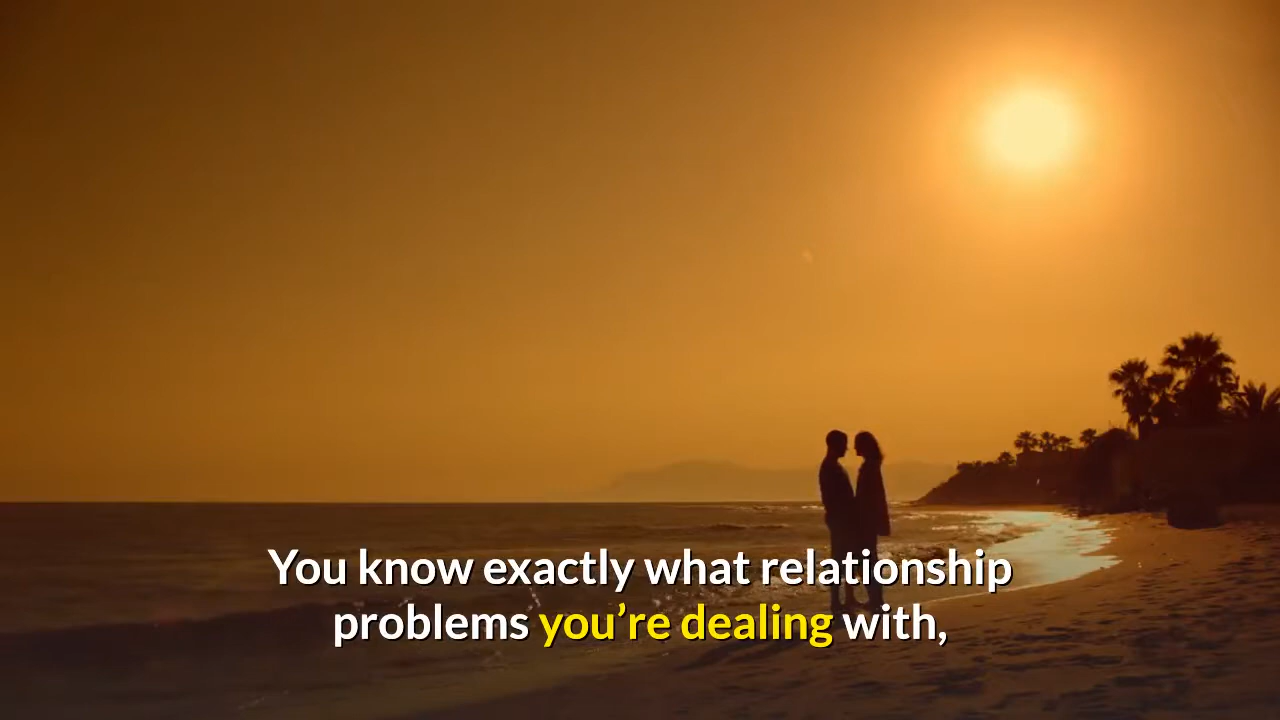 You know exactly what relationship
problems you’re dealing with,